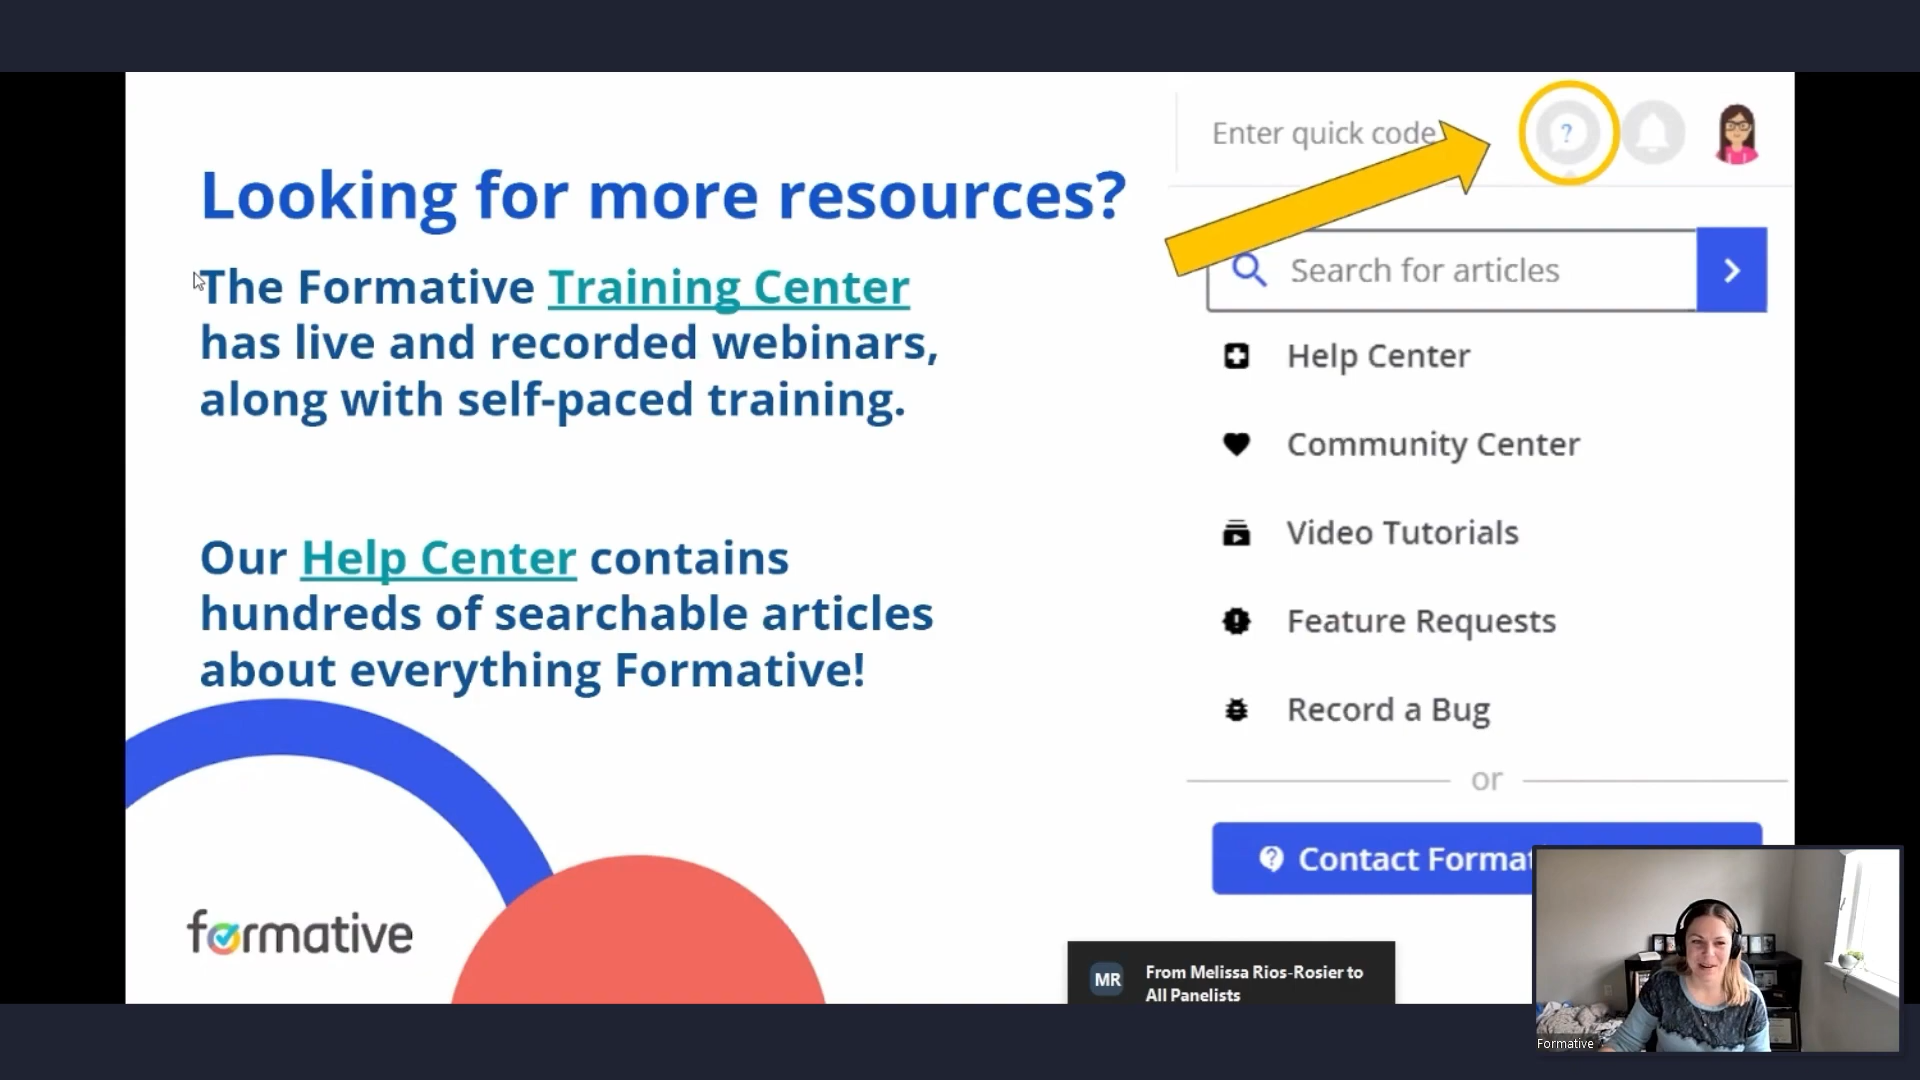 Looking for more resources?
The Formative Training Center
has live and recorded webinars,
along with self-paced training.
Our Help Center contains
hundreds of searchable articles
about everything Formative!
formative
Enter quick code
?
Search for articles
Help Center
Community Center
Video Tutorials
Feature Requests
Record a Bug
or
Contact Format
MR
From Melissa Rios-Rosier to
All Panelists
Formative